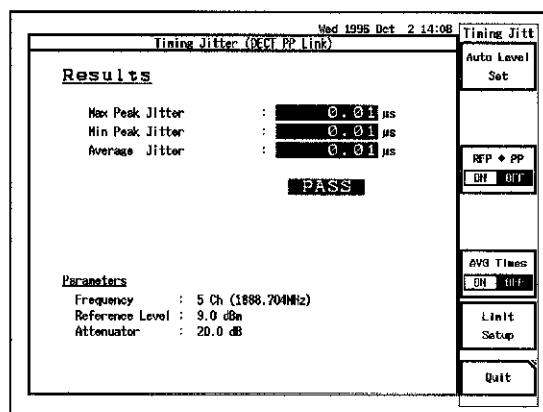 Wed 1996 Oct 2 14:08
Timing Jitt
Timing Jitter (DECT PP Link)
Auto Level
Set
Results
Max Peak Jitter : 0.01 µs
Min Peak Jitter : 0.01 µs
Average Jitter : 0.01 µs
RFP ♦ PP
ON OFF
PASS
AVG Times
ON OFF
Parameters
Frequency : 5 Ch (1888.704MHz)
Reference Level : 9.0 dBm
Attenuator : 20.0 dB
Limit
Setup
Quit